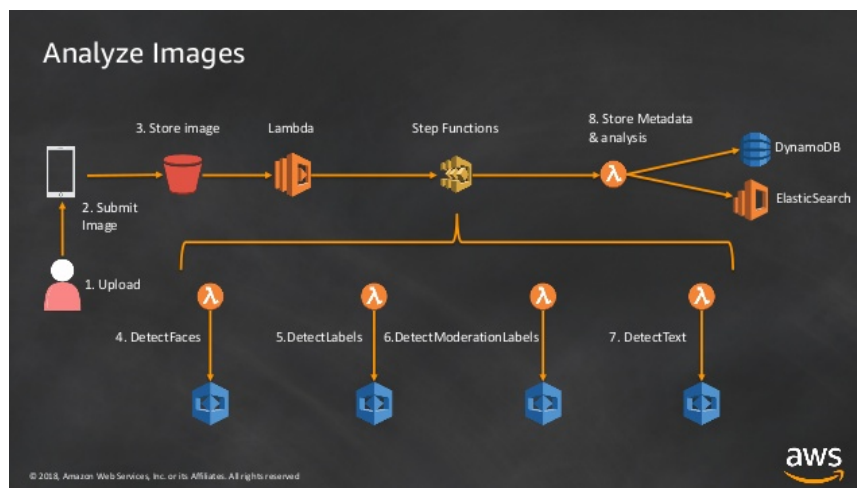 Analyze Images
3. Store image
Lambda
Step Functions
8. Store Metadata
& analysis
DynamoDB
ElasticSearch
2. Submit
Image
1. Upload
4. DetectFaces
5.DetectLabels
6.DetectModerationLabels
7. DetectText
© 2018, Amazon Web Services, Inc. or its Affiliates. All rights reserved
aws